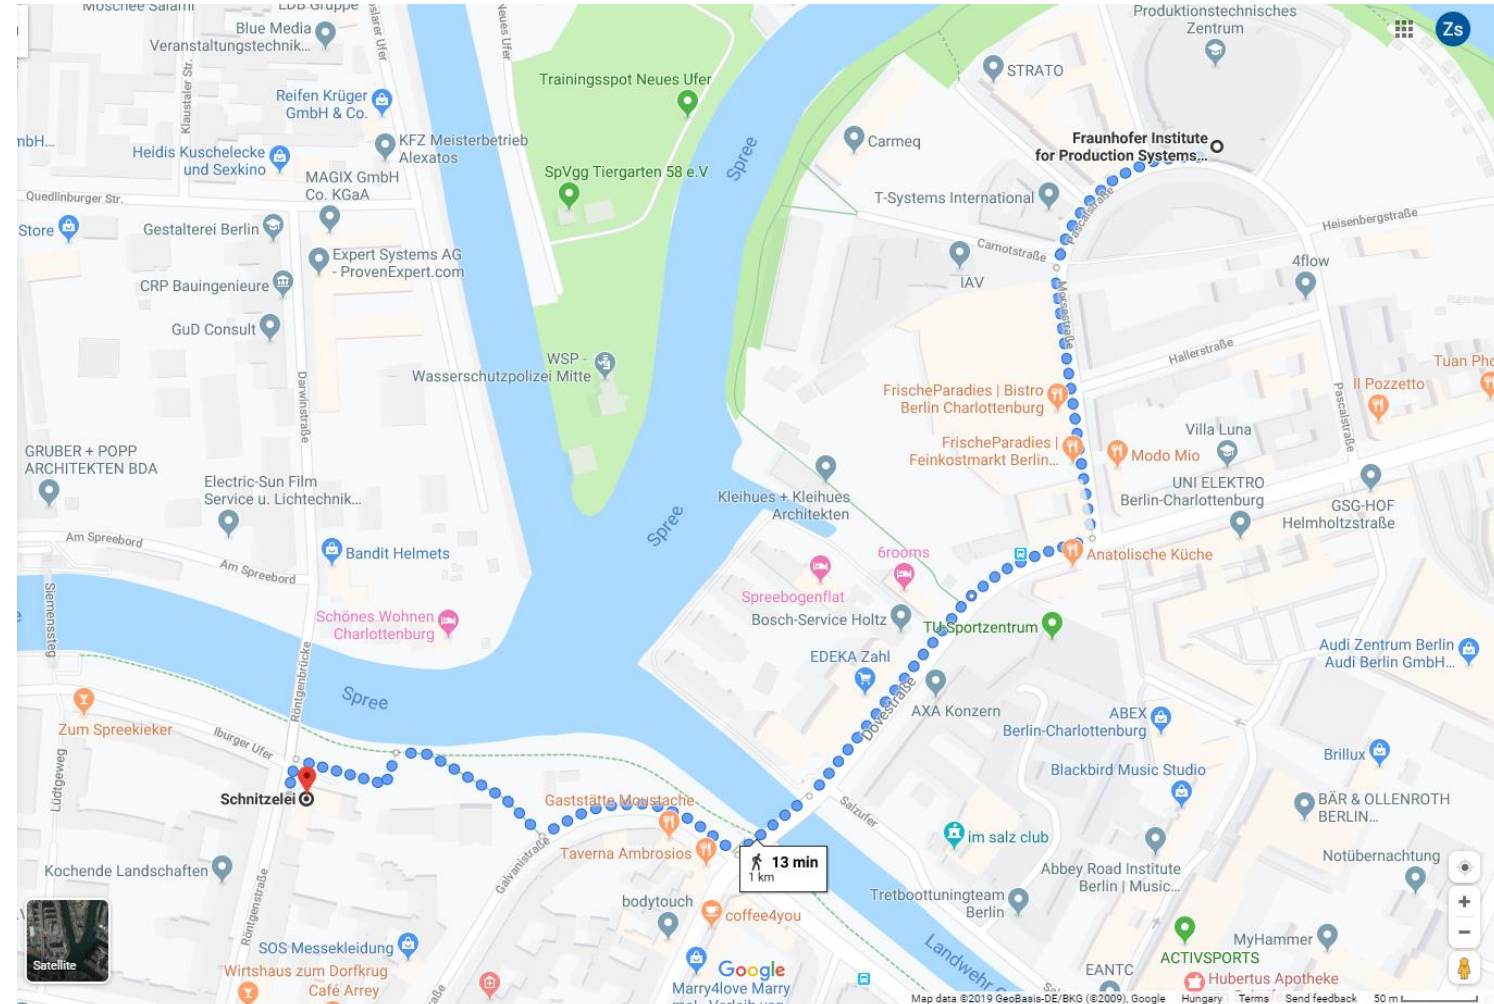 Moschee Salami
EDB Gruppe
Blue Media
Veranstaltungstechnik...
Neues Ufer
Produktionstechnisches
Zentrum
Zs
Trainingsspot Neues Ufer
STRATO
Klaustaler Str.
Reifen Krüger
GmbH & Co.
Spree
Carmeq
Fraunhofer Institute
for Production Systems...
mbH...
Heidis Kuschelecke
und Sexkino
KFZ Meisterbetrieb
Alexatos
MAGIX GmbH
Co. KGaA
SpVgg Tiergarten 58 e.V
T-Systems International
Pascalstraße
Quedlinburger Str.
Store
Gestalterei Berlin
Expert Systems AG
- ProvenExpert.com
Carnotstraße
Heisenbergstraße
IAV
4flow
CRP Bauingenieure
GuD Consult
Morsestraße
Hallerstraße
WSP -
Wasserschutzpolizei Mitte
Darwinstraße
FrischeParadies | Bistro
Berlin Charlottenburg
Il Pozzetto
Tuan Pho
Pascalstraße
Villa Luna
FrischeParadies |
Feinkostmarkt Berlin...
Modo Mio
GRUBER + POPP
ARCHITEKTEN BDA
Electric-Sun Film
Service u. Lichtechnik...
Kleihues + Kleihues
Architekten
UNI ELEKTRO
Berlin-Charlottenburg
GSG-HOF
Helmholtzstraße
Spree
Am Spreebord
Am Spreebord
Bandit Helmets
6rooms
Anatolische Küche
Siemenssteg
Spreebogenflat
Bosch-Service Holtz
TU-Sportzentrum
Schönes Wohnen
Charlottenburg
Röntgenbrücke
EDEKA Zahl
Audi Zentrum Berlin
Audi Berlin GmbH...
Spree
Dovestraße
AXA Konzern
ABEX
Berlin-Charlottenburg
Zum Spreekieker
Iburger Ufer
Brillux
Blackbird Music Studio
Lüdtgeweg
Schnitzelei
Gaststätte Moustache
Salzufer
BÄR & OLLENROTH
BERLIN...
im salz club
Taverna Ambrosios
Galvanistraße
13 min
1 km
Kochende Landschaften
Abbey Road Institute
Berlin | Music...
Notübernachtung
Tretboottuningteam
Berlin
bodytouch
coffee4you
Röntgenstraße
SOS Messekleidung
Satellite
Wirtshaus zum Dorfkrug
Café Arrey
Google
Marry4love Marry
Landwehr
MyHammer
ACTIVSPORTS
EANTC
Hubertus Apotheke
Map data ©2019 GeoBasis-DE/BKG (©2009), Google Hungary Terms Send feedback 50 m